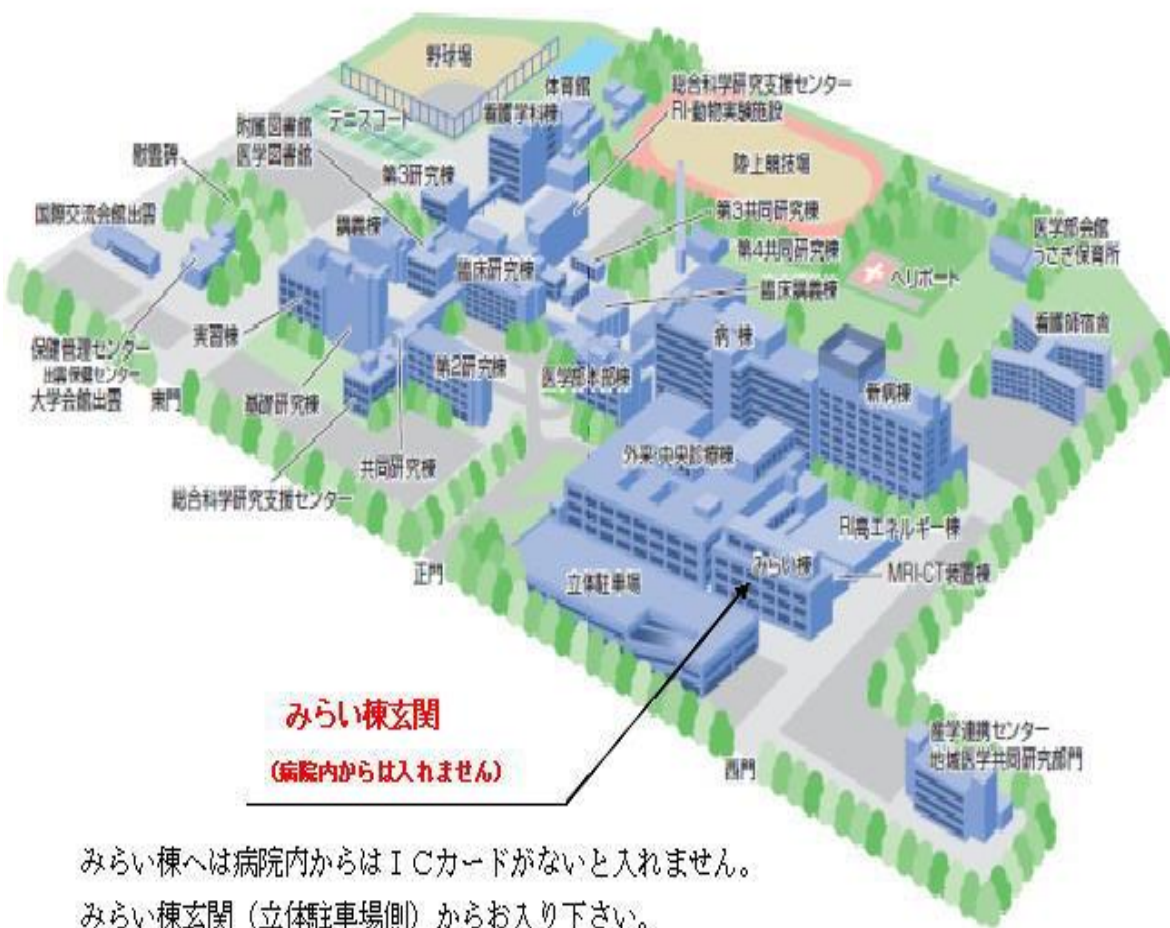 野球場
体育館
総合科学研究支援センター
RI・動物実験施設
テニスコート
看護学科棟
附属図書館
医学図書館
慰霊碑
第3研究棟
陸上競技場
国際交流会館出雲
講義棟
第3共同研究棟
医学部会館
うさぎ保育所
第4共同研究棟
臨床研究棟
ヘリポート
臨床講義棟
看護師宿舎
実習棟
病棟
保健管理センター
出雲保健センター
大学会館出雲
東門
第2研究棟
医学部本部棟
新病棟
基礎研究棟
外来・中央診療棟
共同研究棟
総合科学研究支援センター
RI高エネルギー棟
正門
立体駐車場
みらい棟
MRI・CT装置棟
みらい棟玄関
(病院内からは入れません)
西門
産学連携センター
地域医学共同研究部門
みらい棟へは病院内からはICカードがないと入れません。
みらい棟玄関(立体駐車場側)からお入り下さい。